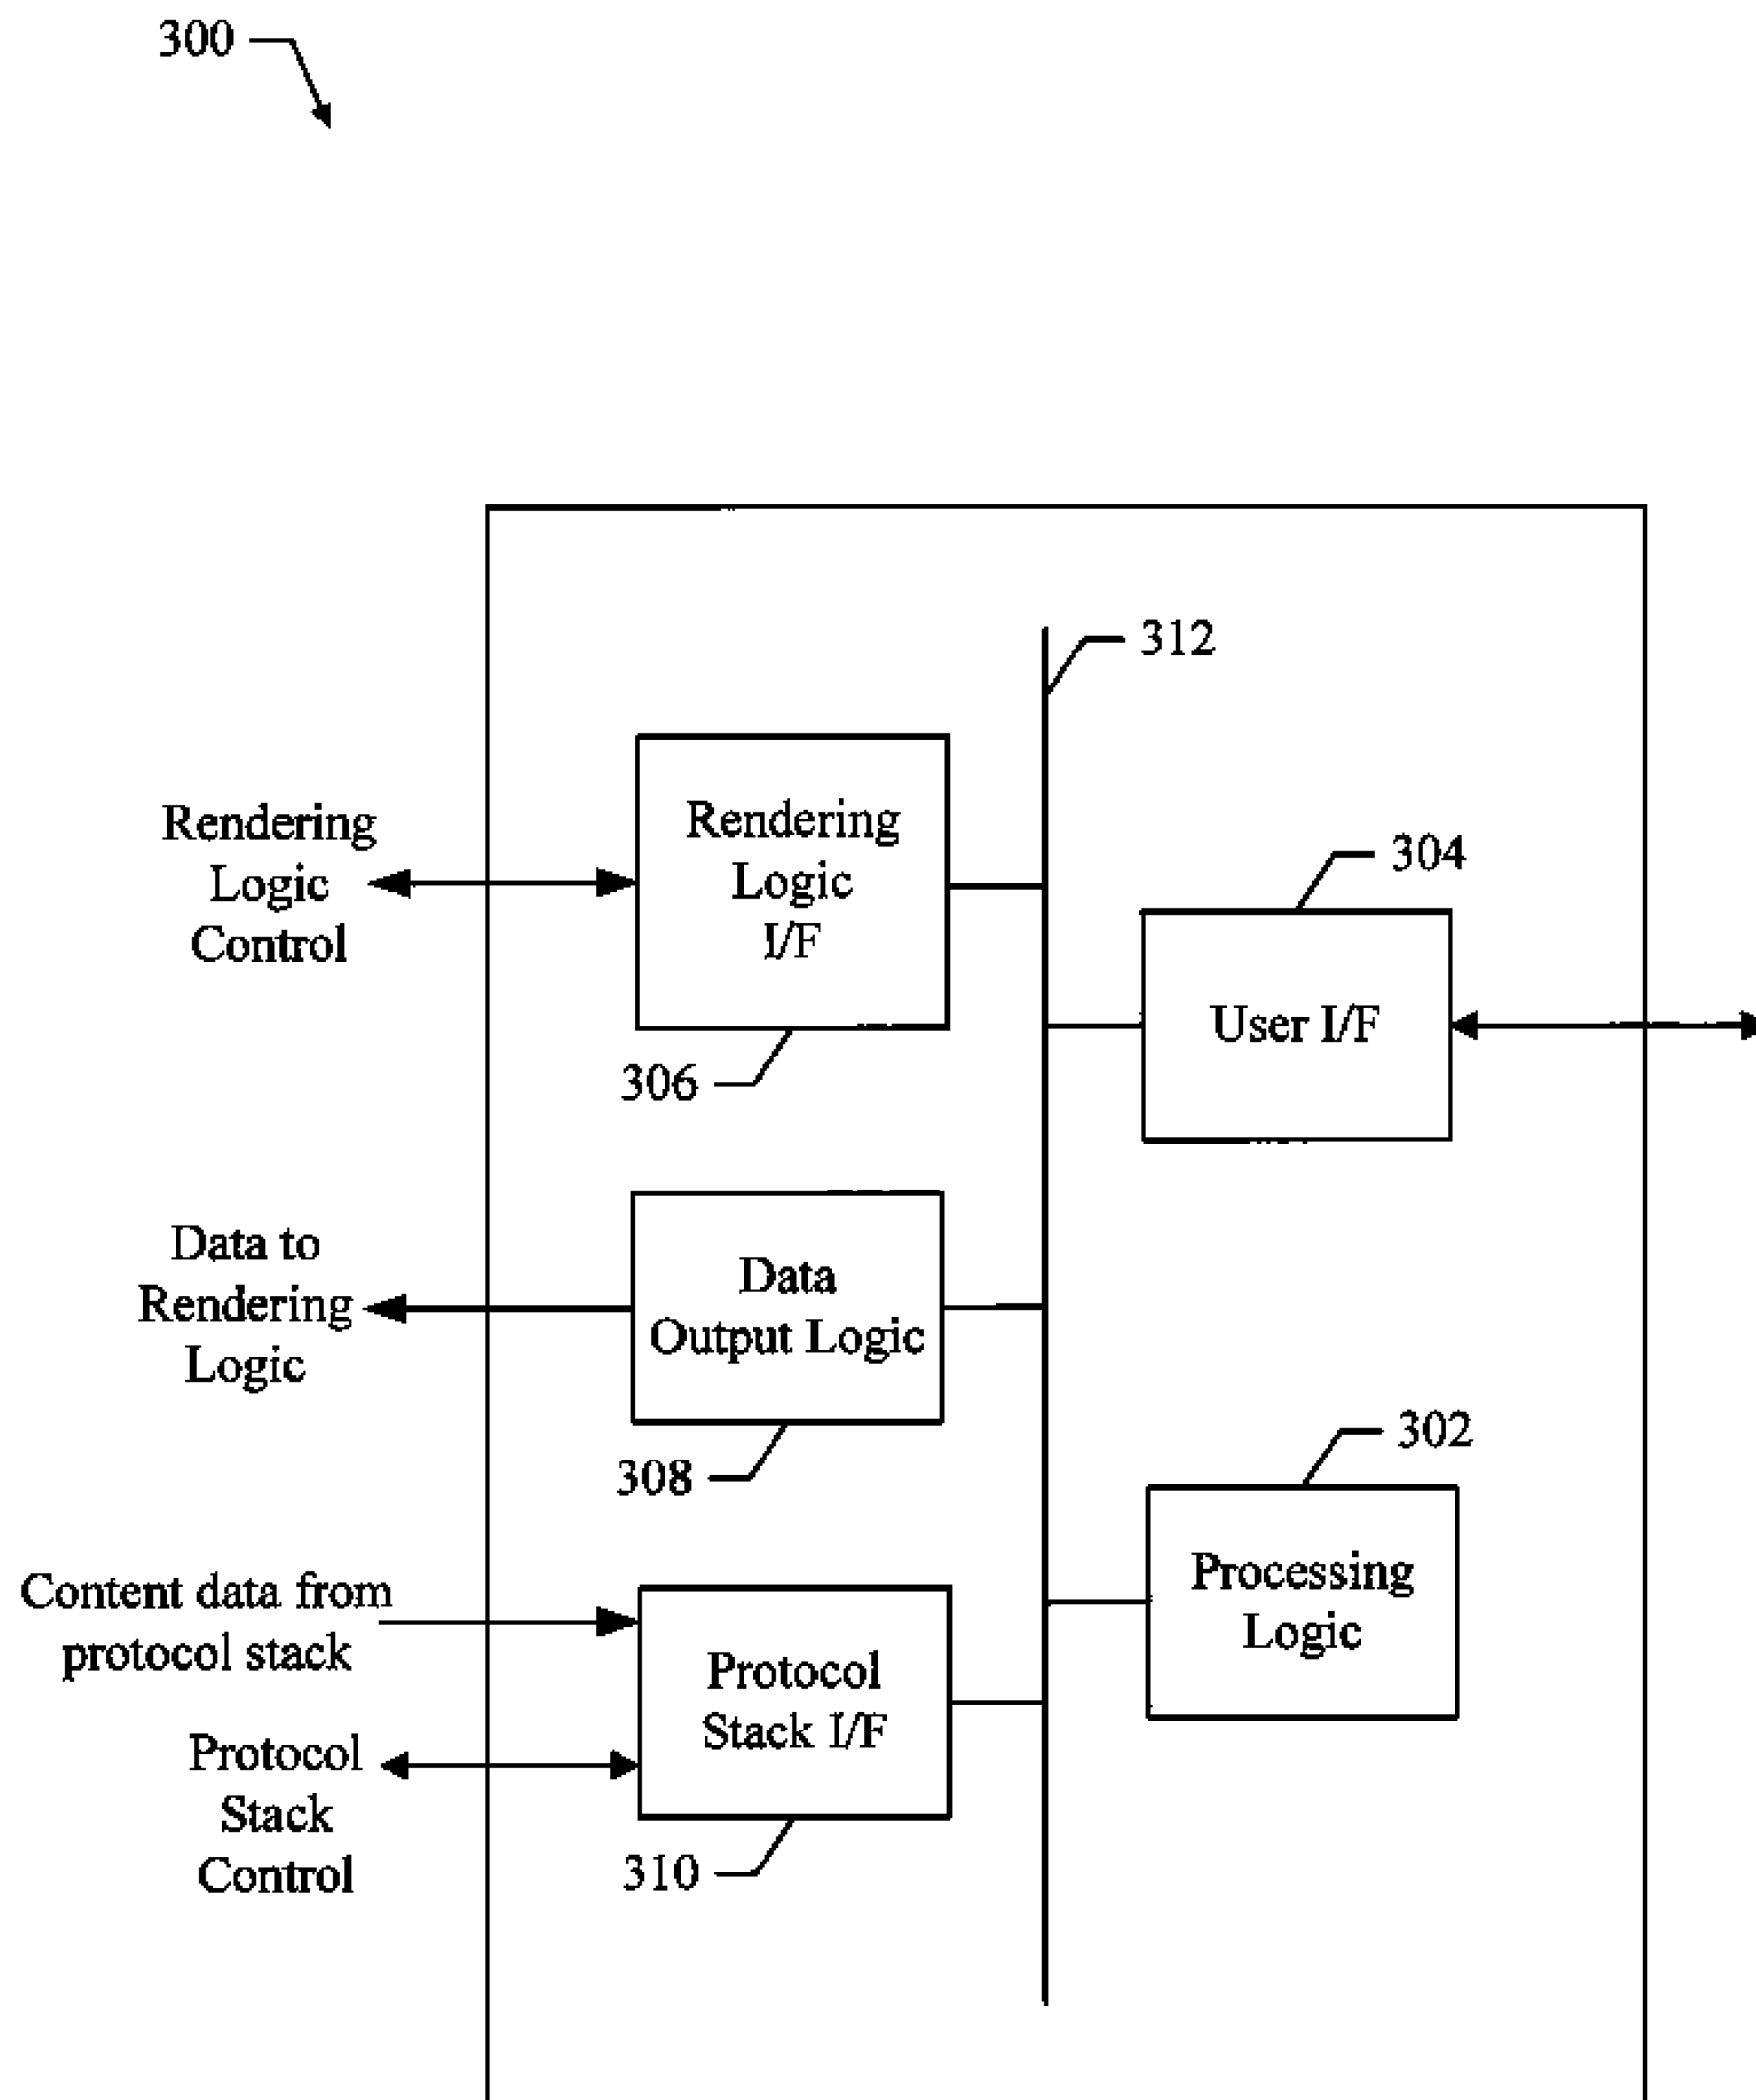 300
312
Rendering
Logic
Control
Rendering
Logic
I/F
304
User I/F
306
Data to
Rendering
Logic
Data
Output Logic
302
308
Content data from
protocol stack
Processing
Logic
Protocol
Stack I/F
Protocol
Stack
Control
310